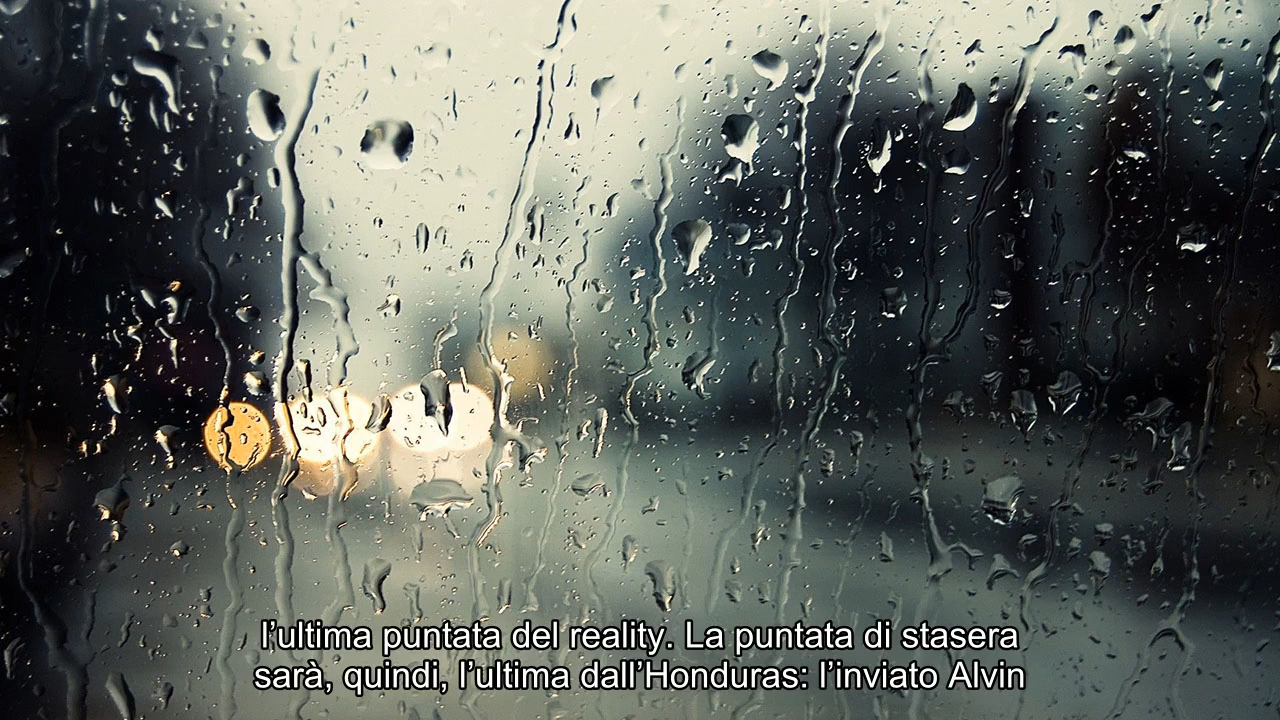 l’ultima puntata del reality. La puntata di stasera
sarà, quindi, l’ultima dall’Honduras: l’inviato Alvin